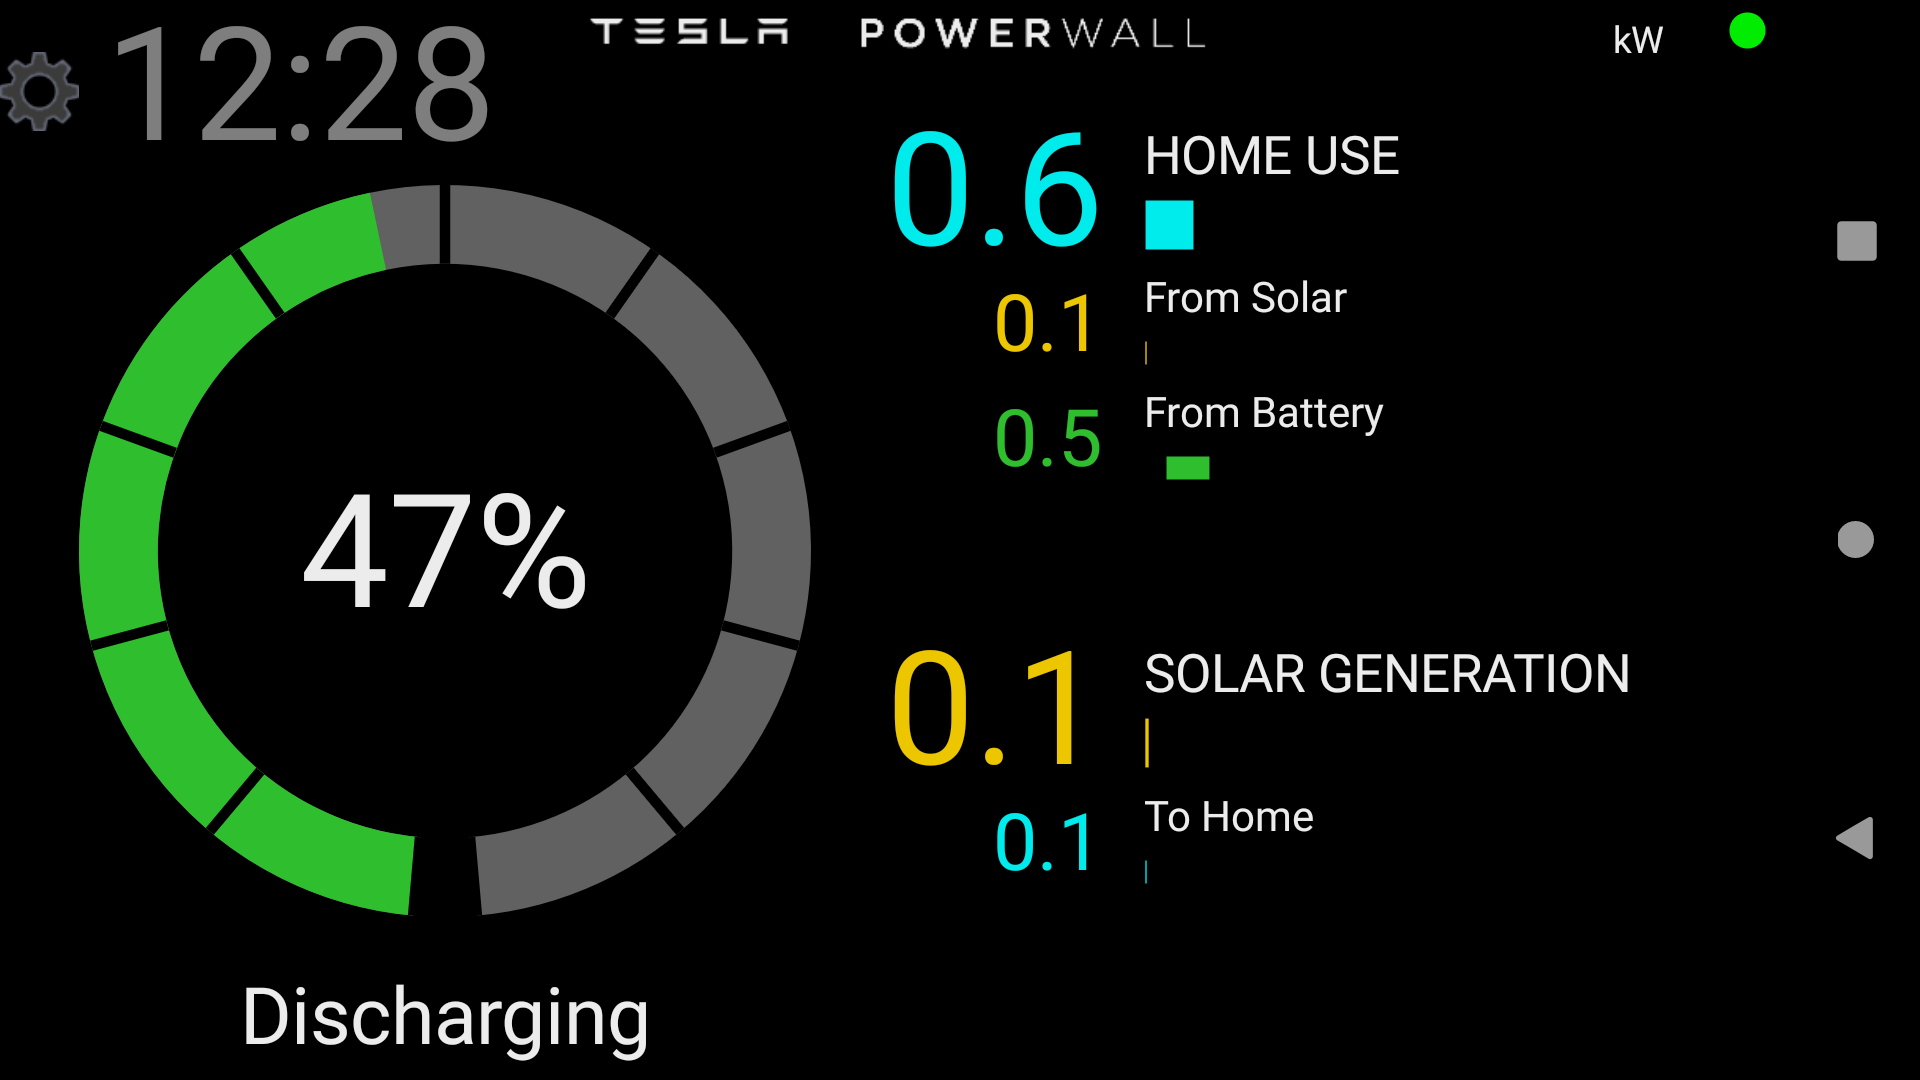 12:28
TESLA POWERWALL
kW
47%
Discharging
0.6 HOME USE
0.1 From Solar
0.5 From Battery
0.1 SOLAR GENERATION
0.1 To Home